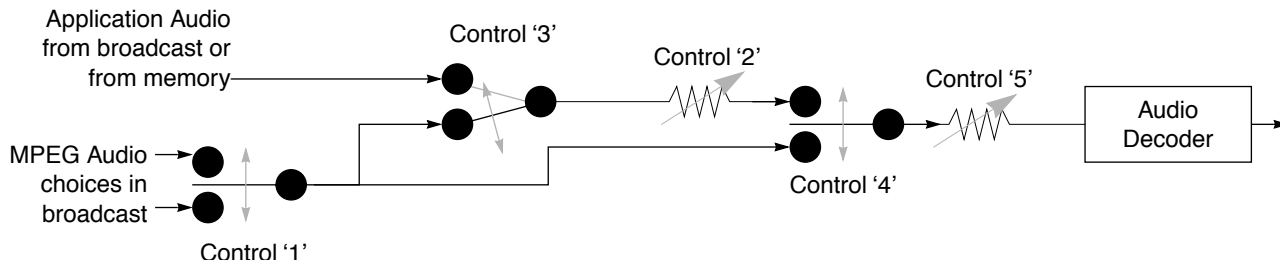 Application Audio
from broadcast or
from memory
Control ‘3’
Control ‘2’
Control ‘5’
Audio
Decoder
MPEG Audio
choices in
broadcast
Control ‘4’
Control ‘1’